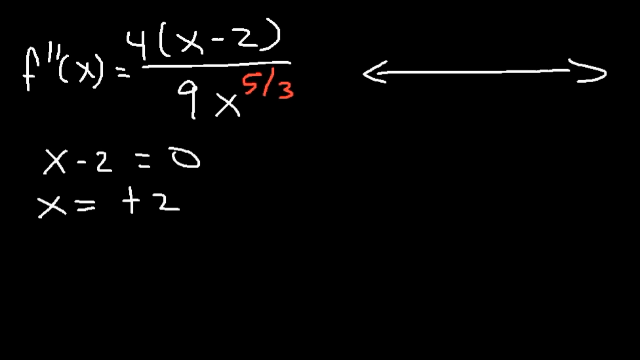 f''(x) = 4(x-2) / 9x^5/3
x - 2 = 0
x = +2